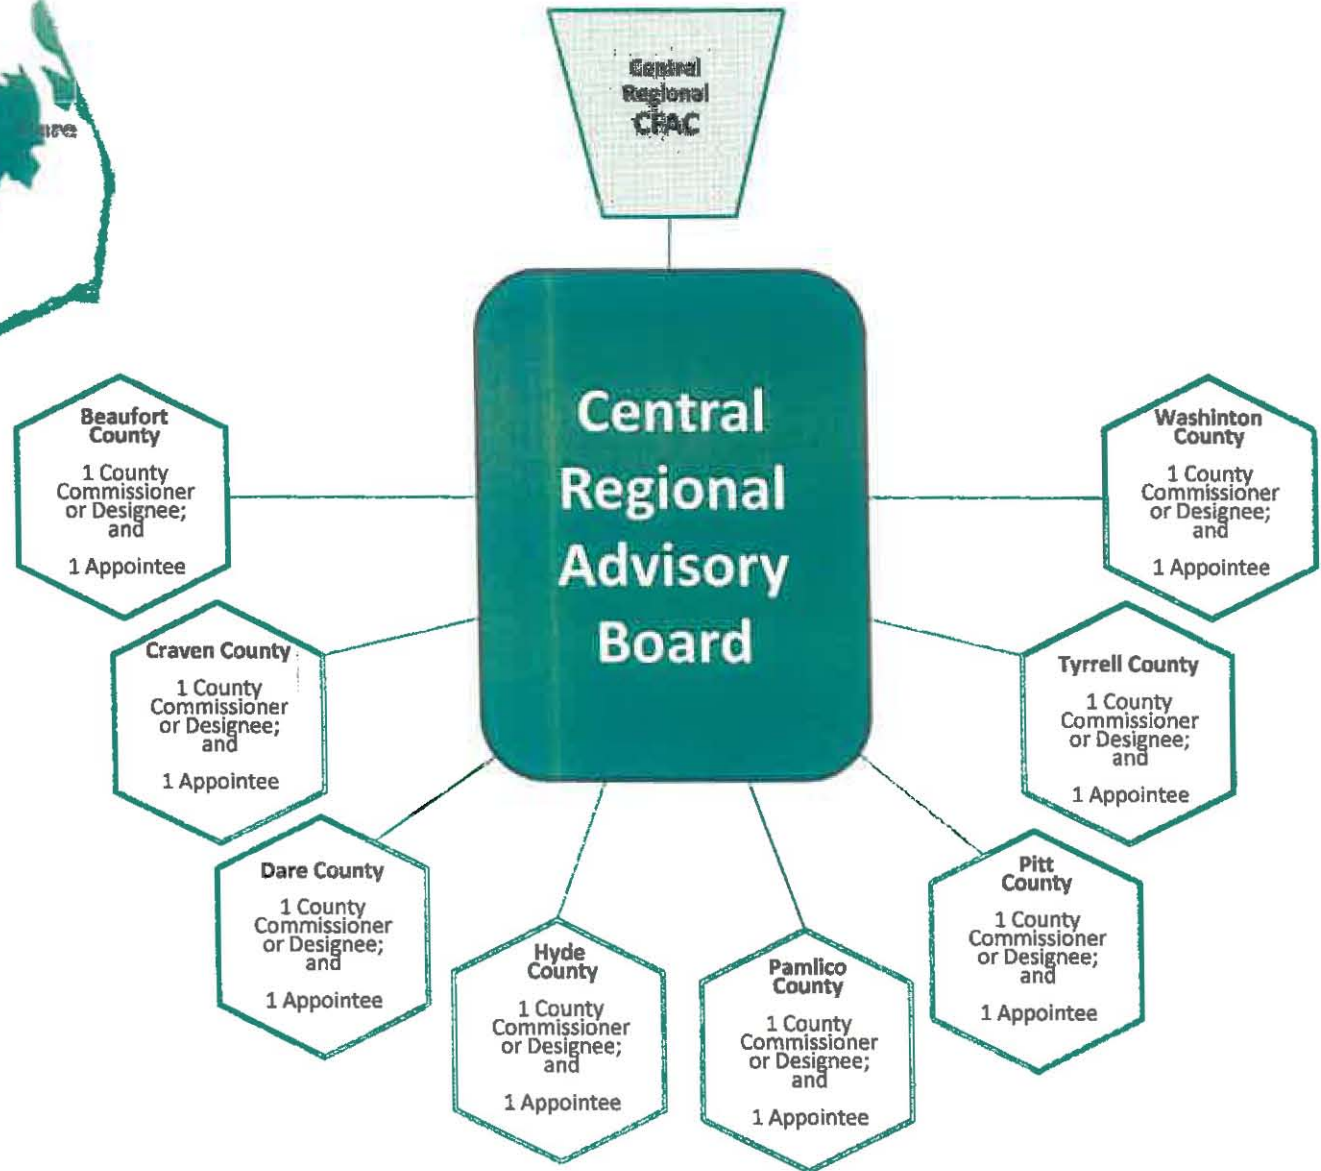 Central
Regional
CFAC
Central
Regional
Advisory
Board
Beaufort
County
1 County
Commissioner
or Designee;
and
1 Appointee
Craven County
1 County
Commissioner
or Designee;
and
1 Appointee
Dare County
1 County
Commissioner
or Designee;
and
1 Appointee
Hyde
County
1 County
Commissioner
or Designee;
and
1 Appointee
Pamlico
County
1 County
Commissioner
or Designee;
and
1 Appointee
Pitt
County
1 County
Commissioner
or Designee;
and
1 Appointee
Tyrrell County
1 County
Commissioner
or Designee;
and
1 Appointee
Washinton
County
1 County
Commissioner
or Designee;
and
1 Appointee